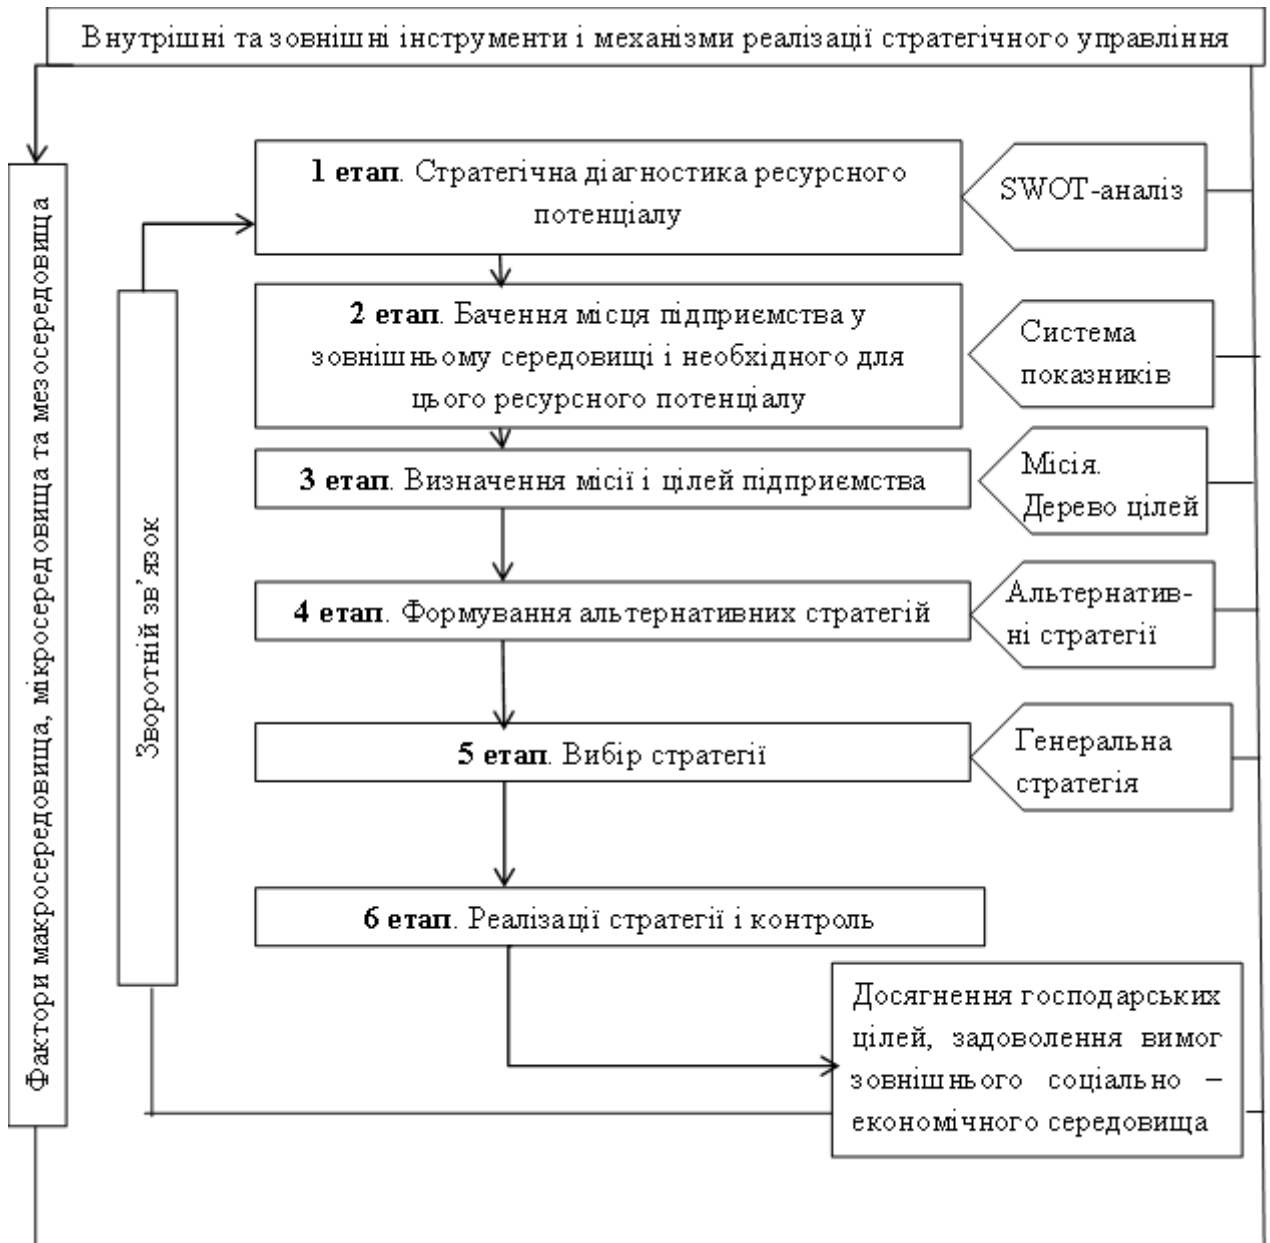 Внутрішні та зовнішні інструменти і механізми реалізації стратегічного управління
Фактори макросередовища, мікросередовища та мезосередовища
Зворотній зв’язок
1 етап. Стратегічна діагностика ресурсного
потенціалу
SWOT-аналіз
2 етап. Бачення місця підприємства у
зовнішньому середовищі і необхідного для
цього ресурсного потенціалу
Система
показників
3 етап. Визначення місії і цілей підприємства
Місія.
Дерево цілей
4 етап. Формування альтернативних стратегій
Альтернатив-
ні стратегії
5 етап. Вибір стратегії
Генеральна
стратегія
6 етап. Реалізації стратегії і контроль
Досягнення господарських
цілей, задоволення вимог
зовнішнього соціально –
економічного середовища